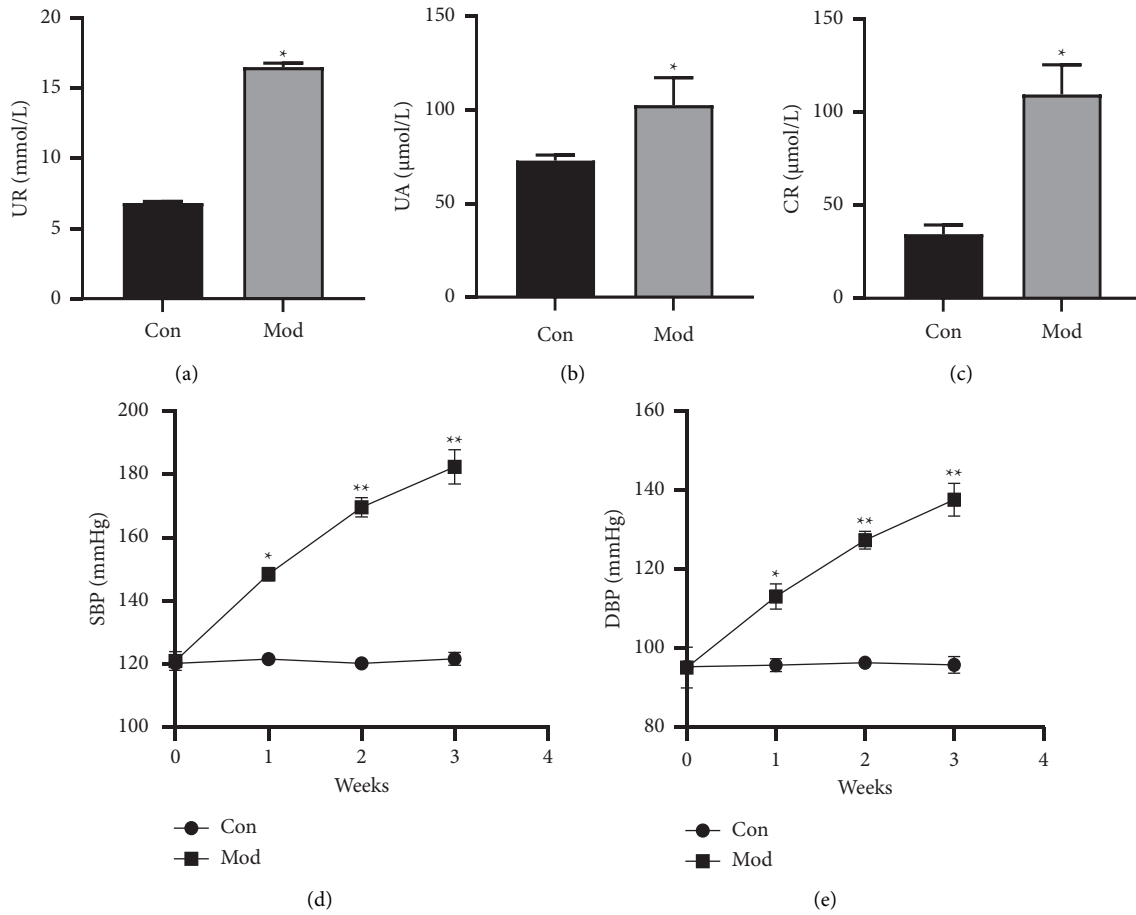 20
15
10
5
0
UR (mmol/L)
*
Con
Mod
(a)
150
100
50
0
UA (μmol/L)
*
Con
Mod
(b)
150
100
50
0
CR (μmol/L)
*
Con
Mod
(c)
200
180
160
140
120
100
SBP (mmHg)
*
**
**
0 1 2 3 4
Weeks
Con
Mod
(d)
160
140
120
100
80
DBP (mmHg)
*
**
**
0 1 2 3 4
Weeks
Con
Mod
(e)